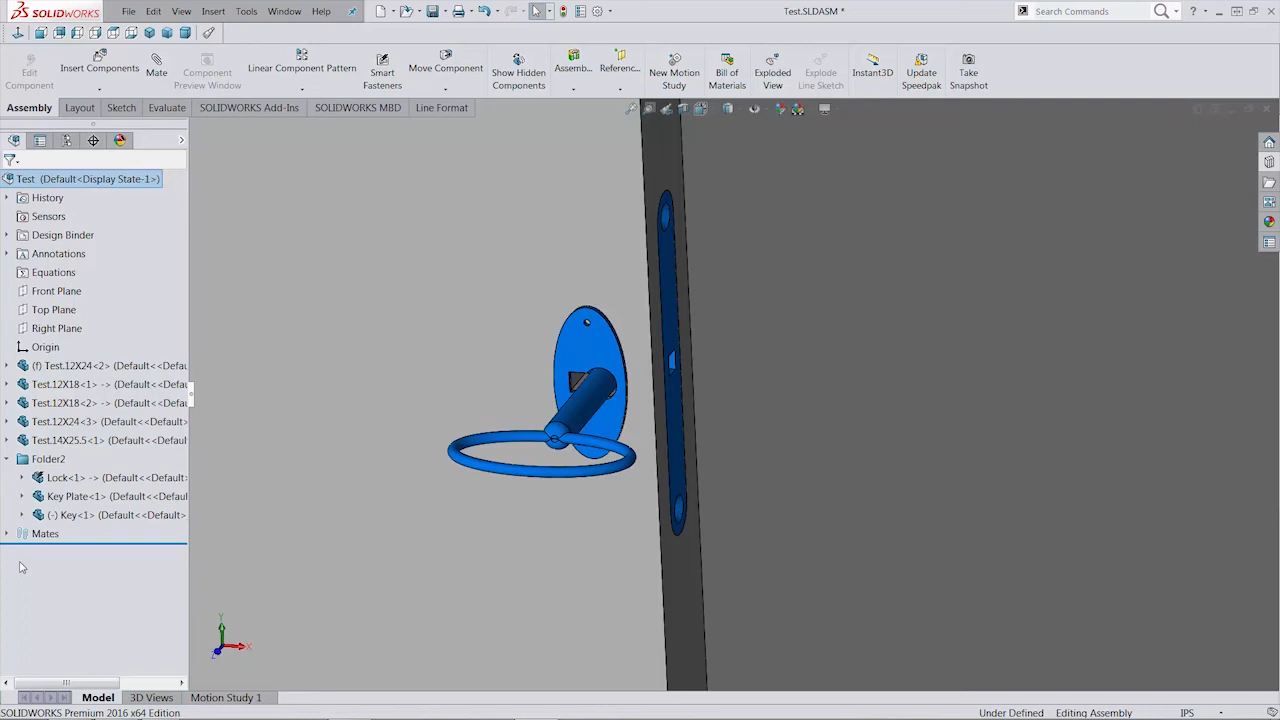 SOLIDWORKS File Edit View Insert Tools Window Help Test.SLDASM * Search Commands
Edit Component
Insert Components
Mate
Component Preview Window
Linear Component Pattern
Smart Fasteners
Move Component
Show Hidden Components
Assemb...
Referenc...
New Motion Study
Bill of Materials
Exploded View
Explode Line Sketch
Instant3D
Update Speedpak
Take Snapshot
Assembly Layout Sketch Evaluate SOLIDWORKS Add-Ins SOLIDWORKS MBD Line Format
Test (Default<Display State-1>)
History
Sensors
Design Binder
Annotations
Equations
Front Plane
Top Plane
Right Plane
Origin
(f) Test.12X24<2> (Default<<Defau
Test.12X18<1> -> (Default<<Defau
Test.12X18<2> -> (Default<<Defau
Test.12X24<3> (Default<<Default
Test.14X25.5<1> (Default<<Defau
Folder2
Lock<1> -> (Default<<Default
Key Plate<1> (Default<<Defau
(-) Key<1> (Default<<Default>
Mates
Y
X
Z
Model 3D Views Motion Study 1
SOLIDWORKS Premium 2016 x64 Edition Under Defined Editing Assembly IPS